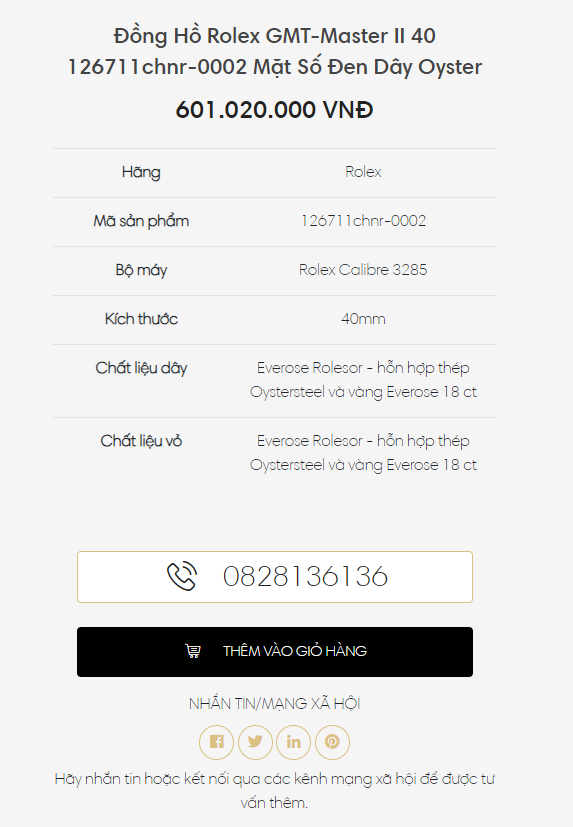 Đồng Hồ Rolex GMT-Master II 40
126711chnr-0002 Mặt Số Đen Dây Oyster
601.020.000 VNĐ
Hãng Rolex
Mã sản phẩm 126711chnr-0002
Bộ máy Rolex Calibre 3285
Kích thước 40mm
Chất liệu dây Everose Rolesor - hỗn hợp thép
Oystersteel và vàng Everose 18 ct
Chất liệu vỏ Everose Rolesor - hỗn hợp thép
Oystersteel và vàng Everose 18 ct
0828136136
THÊM VÀO GIỎ HÀNG
NHẮN TIN/MẠNG XÃ HỘI
Hãy nhắn tin hoặc kết nối qua các kênh mạng xã hội để được tư
vấn thêm.